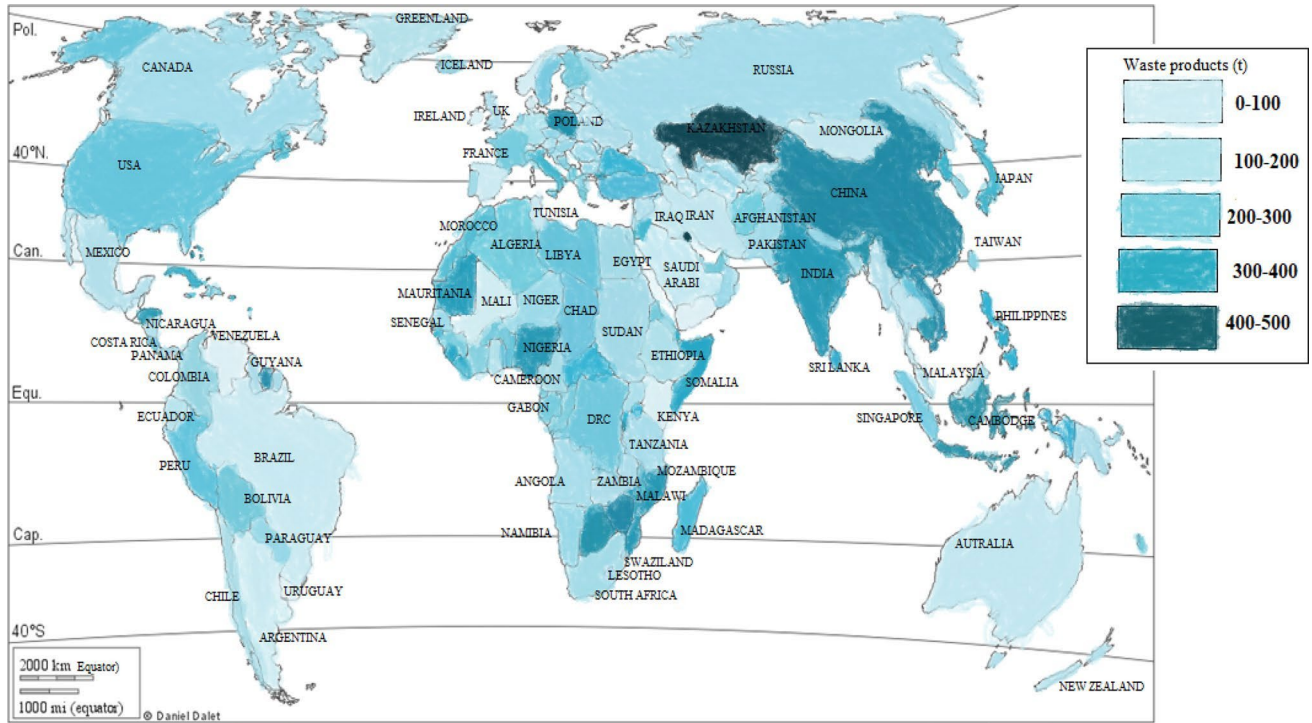 Pol.
GREENLAND
ICELAND
CANADA
RUSSIA
IRELAND
UK
POLAND
KAZAKHSTAN
MONGOLIA
FRANCE
40°N.
USA
CHINA
JAPAN
TUNISIA
MOROCCO
IRAQ
IRAN
AFGHANISTAN
ALGERIA
LIBYA
EGYPT
PAKISTAN
TAIWAN
MEXICO
Can.
SAUDI
ARABI
INDIA
MAURITANIA
MALI
NIGER
CHAD
SUDAN
PHILIPPINES
NICARAGUA
SENEGAL
VENEZUELA
COSTA RICA
PANAMA
GUYANA
NIGERIA
ETHIOPIA
SRI LANKA
MALAYSIA
COLOMBIA
CAMEROON
SOMALIA
SINGAPORE
Equ.
ECUADOR
GABON
DRC
KENYA
CAMBODGE
TANZANIA
BRAZIL
PERU
MOZAMBIQUE
ANGOLA
ZAMBIA
MALAWI
BOLIVIA
MADAGASCAR
Cap.
NAMIBIA
PARAGUAY
AUTRALIA
SWAZILAND
LESOTHO
SOUTH AFRICA
CHILE
URUGUAY
ARGENTINA
40°S
NEW ZEALAND
2000 km Equator)
1000 mi (equator)
© Daniel Dalet
Waste products (t)
0-100
100-200
200-300
300-400
400-500